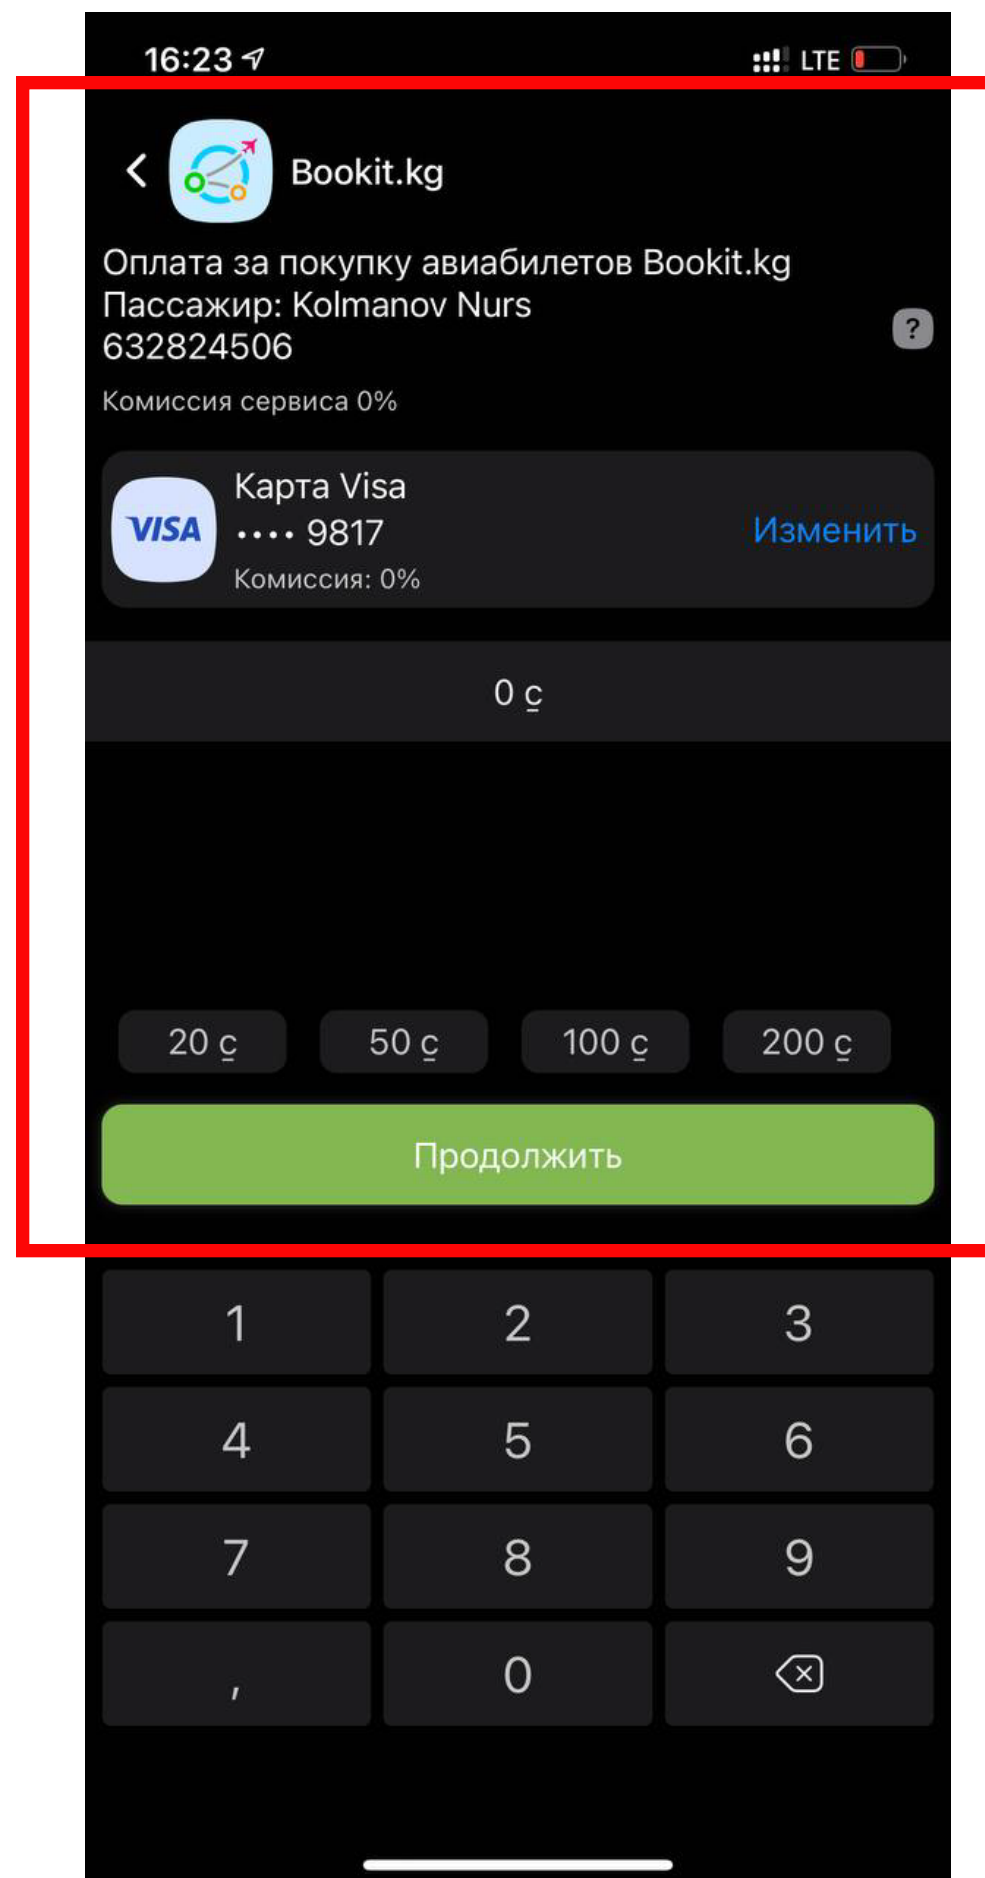 16:23 LTE
Bookit.kg
Оплата за покупку авиабилетов Bookit.kg
Пассажир: Kolmanov Nurs
632824506
?
Комиссия сервиса 0%
VISA
Карта Visa
•••• 9817
Изменить
Комиссия: 0%
0 с̲
20 с̲ 50 с̲ 100 с̲ 200 с̲
Продолжить
1 2 3
4 5 6
7 8 9
, 0